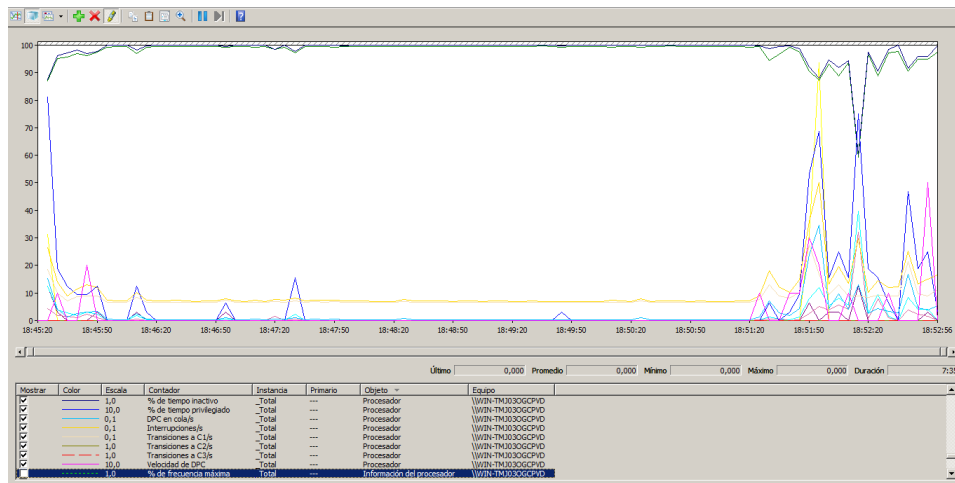 100
90
80
70
60
50
40
30
20
10
0
18:45:20 18:45:50 18:46:20 18:46:50 18:47:20 18:47:50 18:48:20 18:48:50 18:49:20 18:49:50 18:50:20 18:50:50 18:51:20 18:51:50 18:52:20 18:52:56
Último 0,000 Promedio 0,000 Mínimo 0,000 Máximo 0,000 Duración 7:35
Mostrar Color Escala Contador Instancia Primario Objeto Equipo
1,0 % de tiempo inactivo _Total --- Procesador \\WIN-TMJ03OGCPVD
10,0 % de tiempo privilegiado _Total --- Procesador \\WIN-TMJ03OGCPVD
0,1 DPC en cola/s _Total --- Procesador \\WIN-TMJ03OGCPVD
0,1 Interrupciones/s _Total --- Procesador \\WIN-TMJ03OGCPVD
0,1 Transiciones a C1/s _Total --- Procesador \\WIN-TMJ03OGCPVD
1,0 Transiciones a C2/s _Total --- Procesador \\WIN-TMJ03OGCPVD
1,0 Transiciones a C3/s _Total --- Procesador \\WIN-TMJ03OGCPVD
10,0 Velocidad de DPC _Total --- Procesador \\WIN-TMJ03OGCPVD
1,0 % de frecuencia máxima _Total --- Información del procesador \\WIN-TMJ03OGCPVD